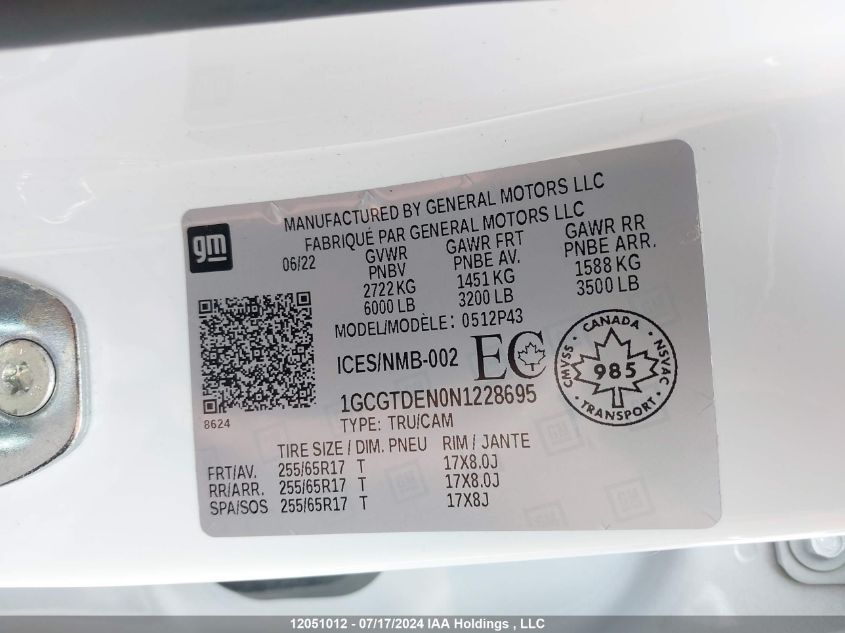 gm
MANUFACTURED BY GENERAL MOTORS LLC
FABRIQUÉ PAR GENERAL MOTORS LLC
06/22 GVWR GAWR FRT GAWR RR
PNBV PNBE AV. PNBE ARR.
2722 KG 1451 KG 1588 KG
6000 LB 3200 LB 3500 LB
MODEL/MODÈLE: 0512P43
ICES/NMB-002 EC
CANADA
CMVSS 985 NSVAC
TRANSPORT
1GCGTDEN0N1228695
8624
TYPE: TRU/CAM
TIRE SIZE / DIM. PNEU RIM / JANTE
FRT/AV. 255/65R17 T 17X8.0J
RR/ARR. 255/65R17 T 17X8.0J
SPA/SOS 255/65R17 T 17X8J
12051012 - 07/17/2024 IAA Holdings , LLC